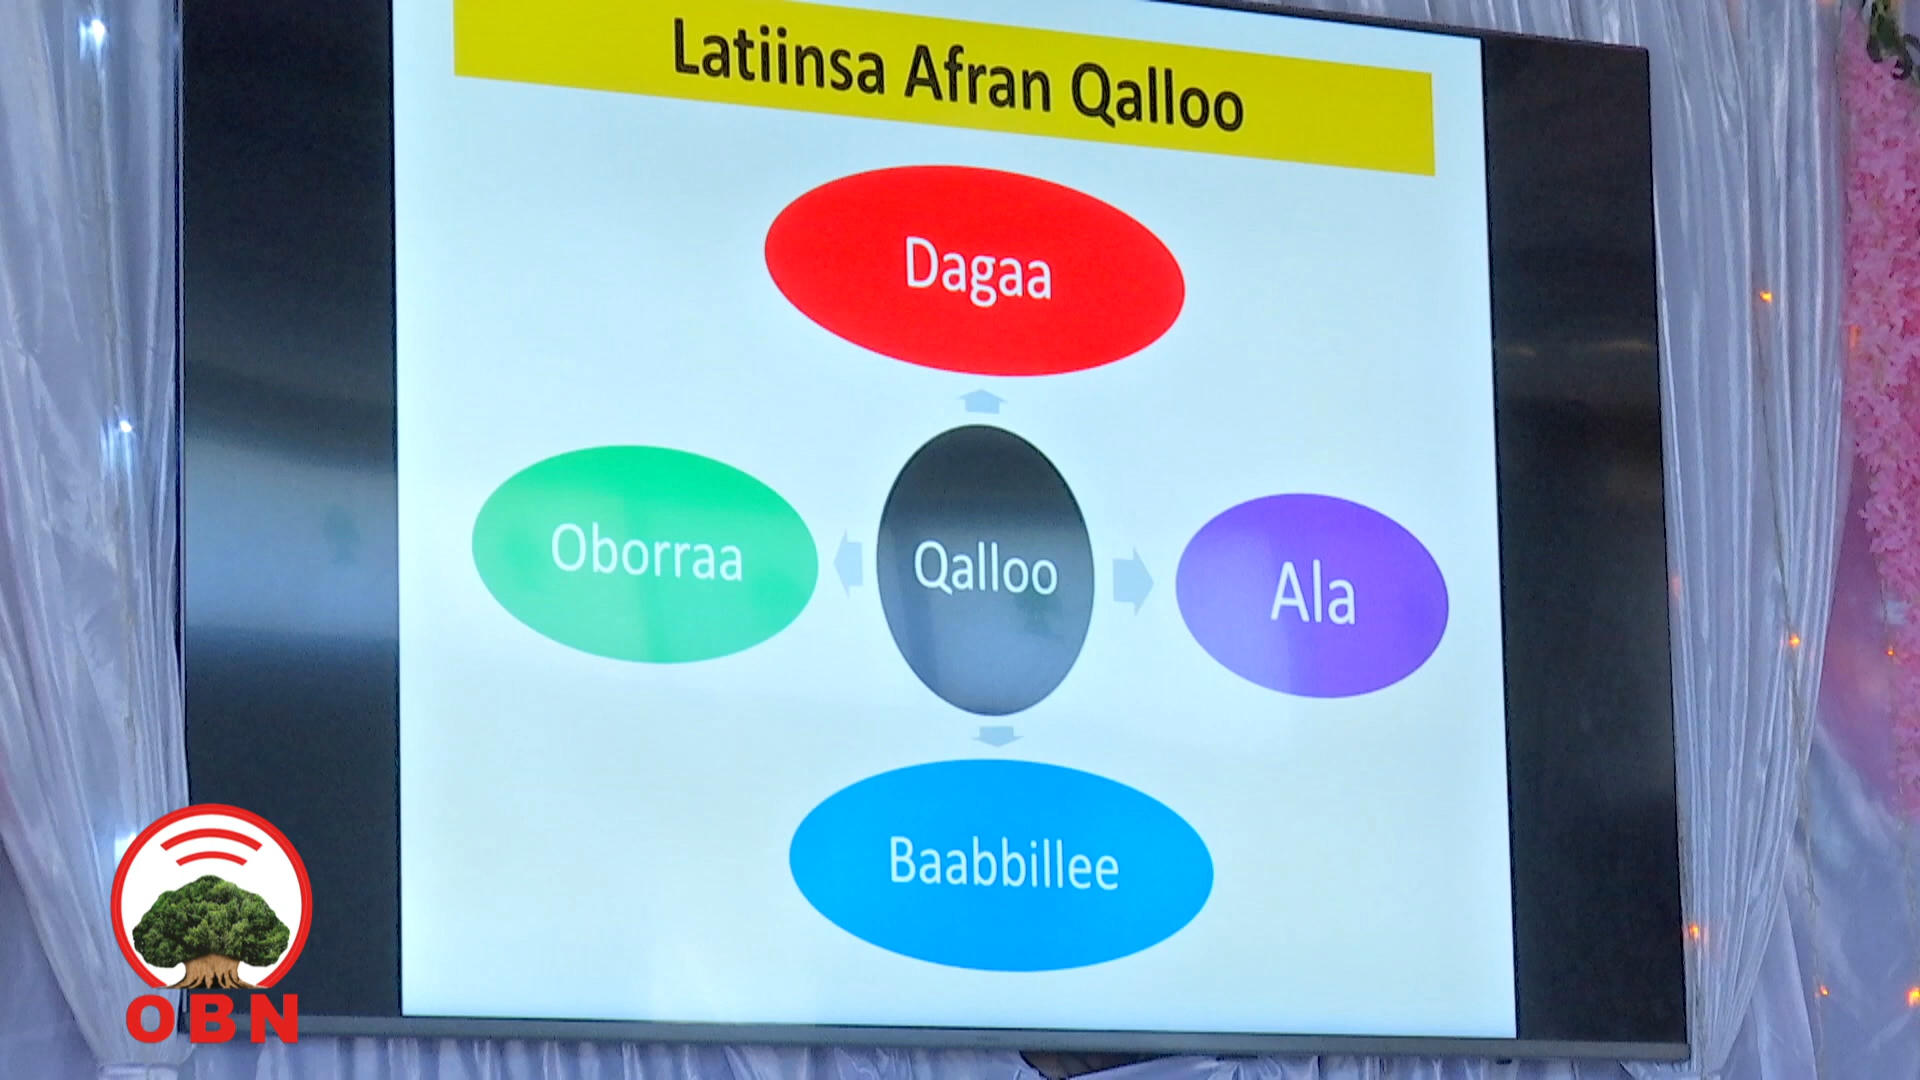 Latiinsa Afran Qalloo
Dagaa
Oborraa
Qalloo
Ala
Baabbillee
OBN